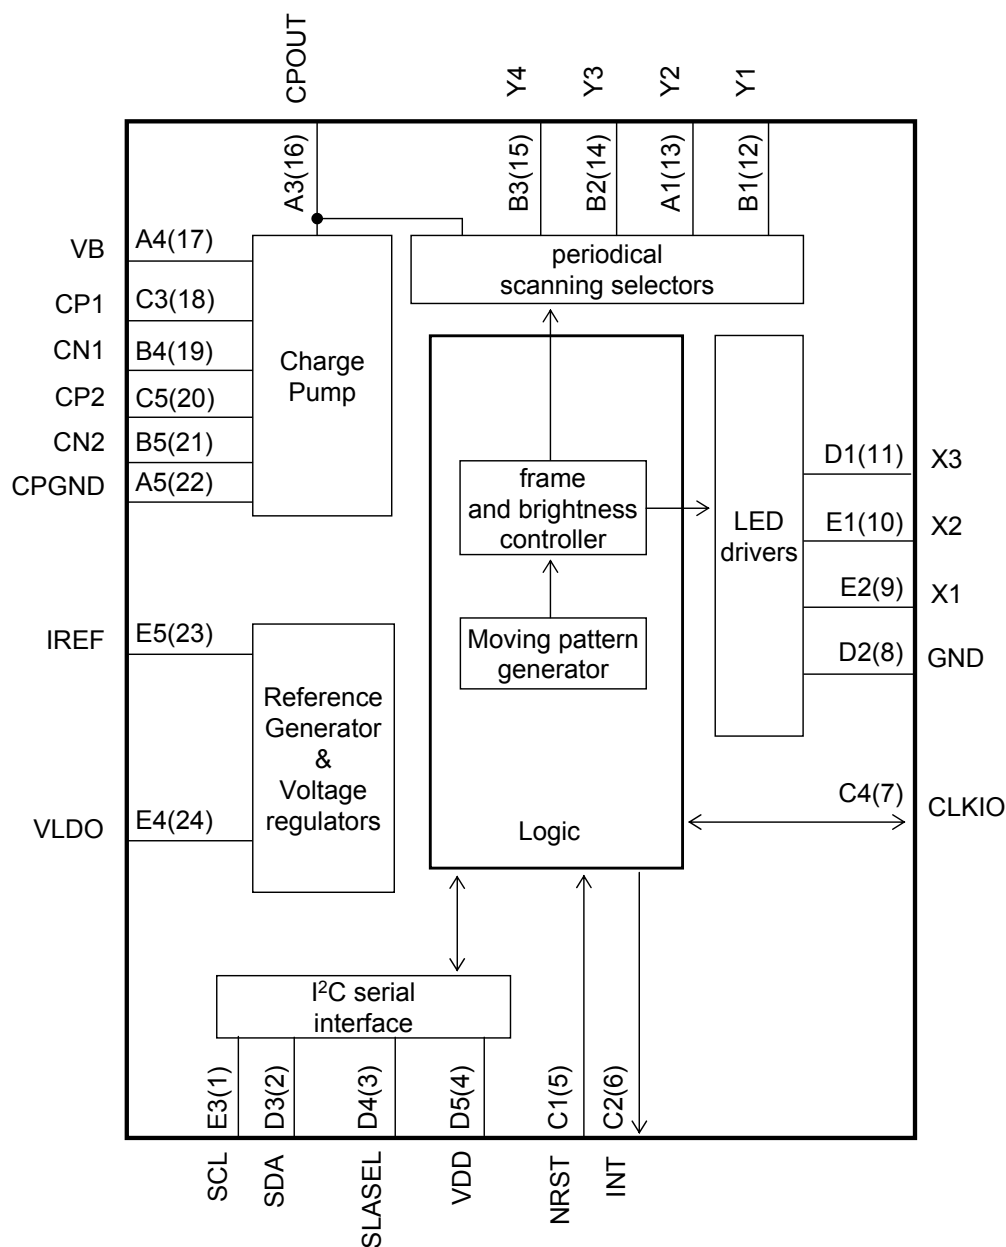 CPOUT
Y4
Y3
Y2
Y1
A3(16)
B3(15)
B2(14)
A1(13)
B1(12)
VB
A4(17)
CP1
C3(18)
CN1
B4(19)
CP2
C5(20)
CN2
B5(21)
CPGND
A5(22)
Charge
Pump
periodical
scanning selectors
frame
and brightness
controller
Moving pattern
generator
Logic
LED
drivers
D1(11)
X3
E1(10)
X2
E2(9)
X1
D2(8)
GND
C4(7)
CLKIO
IREF
E5(23)
VLDO
E4(24)
Reference
Generator
&
Voltage
regulators
I²C serial
interface
E3(1)
D3(2)
D4(3)
D5(4)
C1(5)
C2(6)
SCL
SDA
SLASEL
VDD
NRST
INT